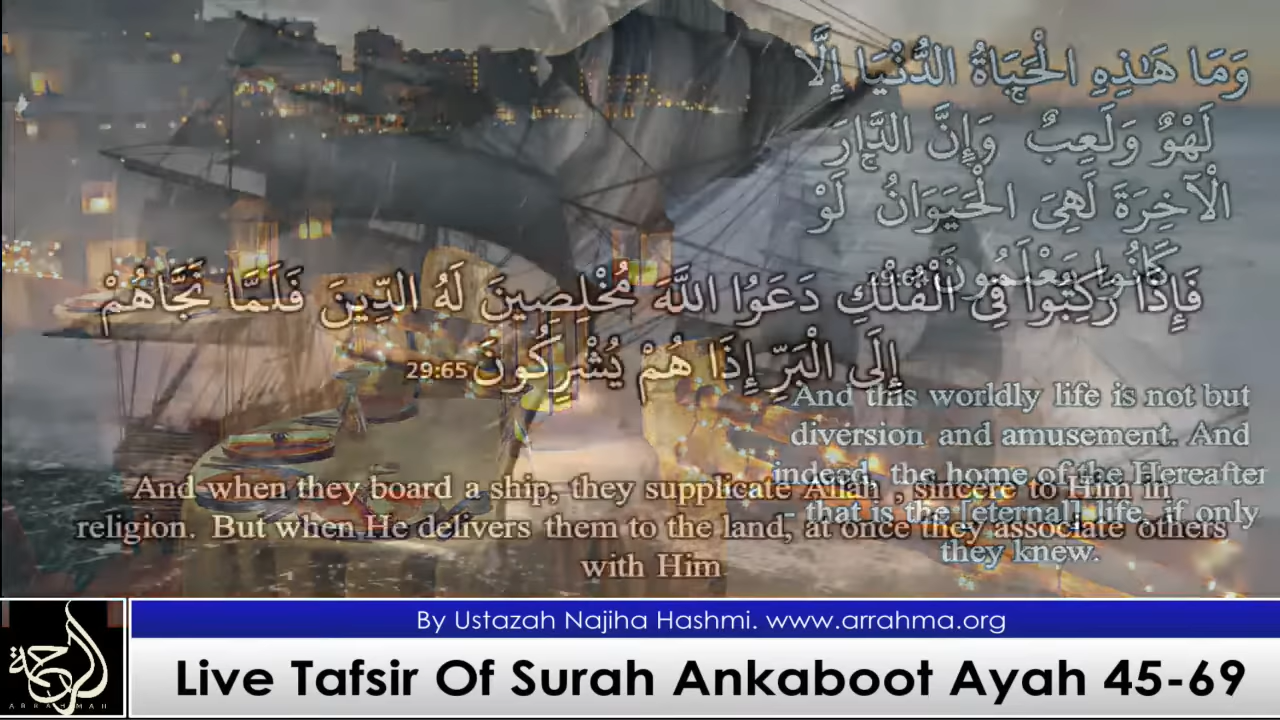 وَمَا هَـٰذِهِ الْحَيَاةُ الدُّنْيَا إِلَّا
لَهْوٌ وَلَعِبٌ ۚ وَإِنَّ الدَّارَ
الْآخِرَةَ لَهِيَ الْحَيَوَانُ ۚ لَوْ
كَانُوا يَعْلَمُونَ
فَإِذَا رَكِبُوا فِي الْفُلْكِ دَعَوُا اللَّهَ مُخْلِصِينَ لَهُ الدِّينَ فَلَمَّا نَجَّاهُمْ
إِلَى الْبَرِّ إِذَا هُمْ يُشْرِكُونَ 29:65
And this worldly life is not but
diversion and amusement. And
indeed, the home of the Hereafter
- that is the [eternal] life, if only
they knew.
And when they board a ship, they supplicate Allah , sincere to Him in
religion. But when He delivers them to the land, at once they associate others
with Him
By Ustazah Najiha Hashmi. www.arrahma.org
Live Tafsir Of Surah Ankaboot Ayah 45-69
الرحمة
ARRAHMAH